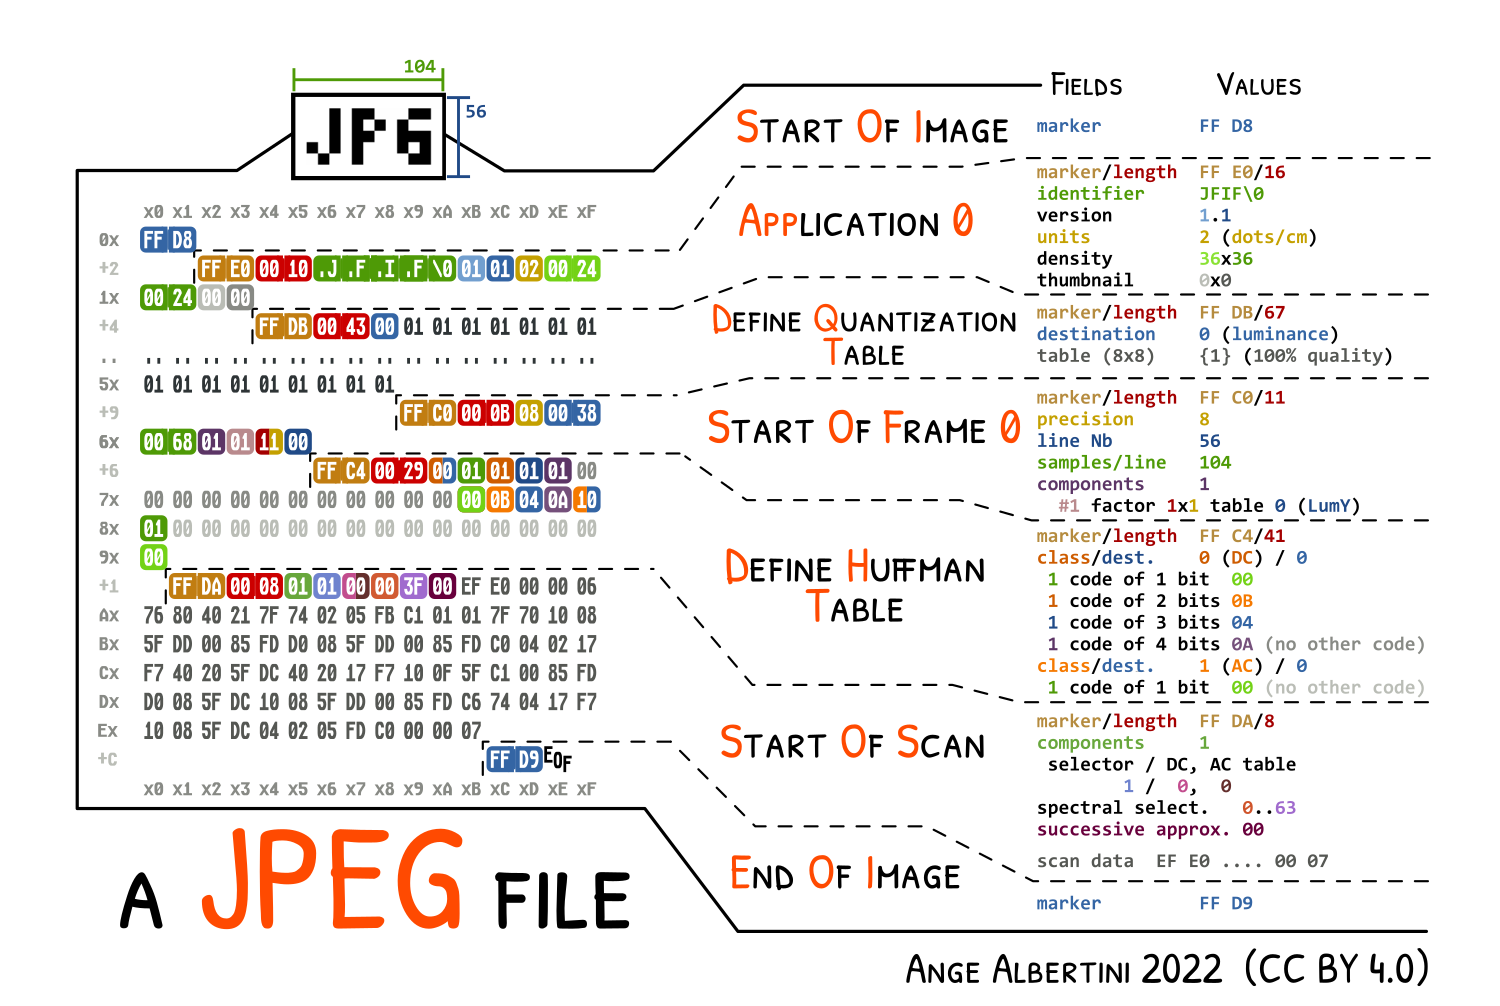 104
JPG
56
x0 x1 x2 x3 x4 x5 x6 x7 x8 x9 xA xB xC xD xE xF
0x FF D8
+2 FF E0 00 10 .J .F .I .F \0 01 01 02 00 24
1x 00 24 00 00
+4 FF DB 00 43 00 01 01 01 01 01 01 01
.. .. .. .. .. .. .. .. .. .. .. .. .. .. .. .. ..
5x 01 01 01 01 01 01 01 01 01
+9 FF C0 00 0B 08 00 38
6x 00 68 01 01 11 00
+6 FF C4 00 29 00 01 01 01 01 00
7x 00 00 00 00 00 00 00 00 00 00 00 00 0B 04 0A 10
8x 01 00 00 00 00 00 00 00 00 00 00 00 00 00 00 00
9x 00
+1 FF DA 00 08 01 01 00 00 3F 00 EF E0 00 00 06
Ax 76 80 40 21 7F 74 02 05 FB C1 01 01 7F 70 10 08
Bx 5F DD 00 85 FD D0 08 5F DD 00 85 FD C0 04 02 17
Cx F7 40 20 5F DC 40 20 17 F7 10 0F 5F C1 00 85 FD
Dx D0 08 5F DC 10 08 5F DD 00 85 FD C6 74 04 17 F7
Ex 10 08 5F DC 04 02 05 FD C0 00 00 07
+C FF D9 EOF
x0 x1 x2 x3 x4 x5 x6 x7 x8 x9 xA xB xC xD xE xF
A JPEG FILE
FIELDS VALUES
START OF IMAGE
marker FF D8
APPLICATION 0
marker/length FF E0/16
identifier JFIF\0
version 1.1
units 2 (dots/cm)
density 36x36
thumbnail 0x0
DEFINE QUANTIZATION
TABLE
marker/length FF DB/67
destination 0 (luminance)
table (8x8) {1} (100% quality)
START OF FRAME 0
marker/length FF C0/11
precision 8
line Nb 56
samples/line 104
components 1
#1 factor 1x1 table 0 (LumY)
DEFINE HUFFMAN
TABLE
marker/length FF C4/41
class/dest. 0 (DC) / 0
1 code of 1 bit 00
1 code of 2 bits 0B
1 code of 3 bits 04
1 code of 4 bits 0A (no other code)
class/dest. 1 (AC) / 0
1 code of 1 bit 00 (no other code)
START OF SCAN
marker/length FF DA/8
components 1
selector / DC, AC table
1 / 0, 0
spectral select. 0..63
successive approx. 00
scan data EF E0 .... 00 07
END OF IMAGE
marker FF D9
ANGE ALBERTINI 2022 (CC BY 4.0)